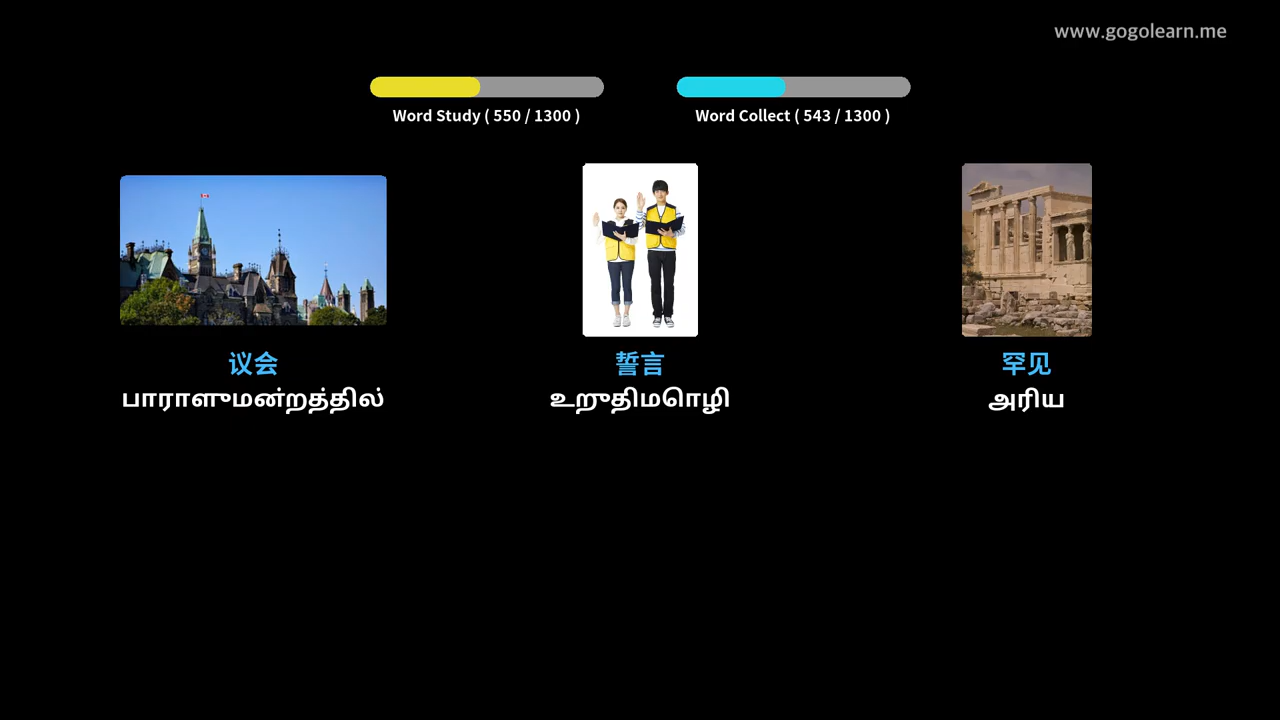 www.gogolearn.me
Word Study ( 550 / 1300 )
Word Collect ( 543 / 1300 )
议会
誓言
罕见
பாராளுமன்றத்தில்
உறுதிமொழி
அரிய